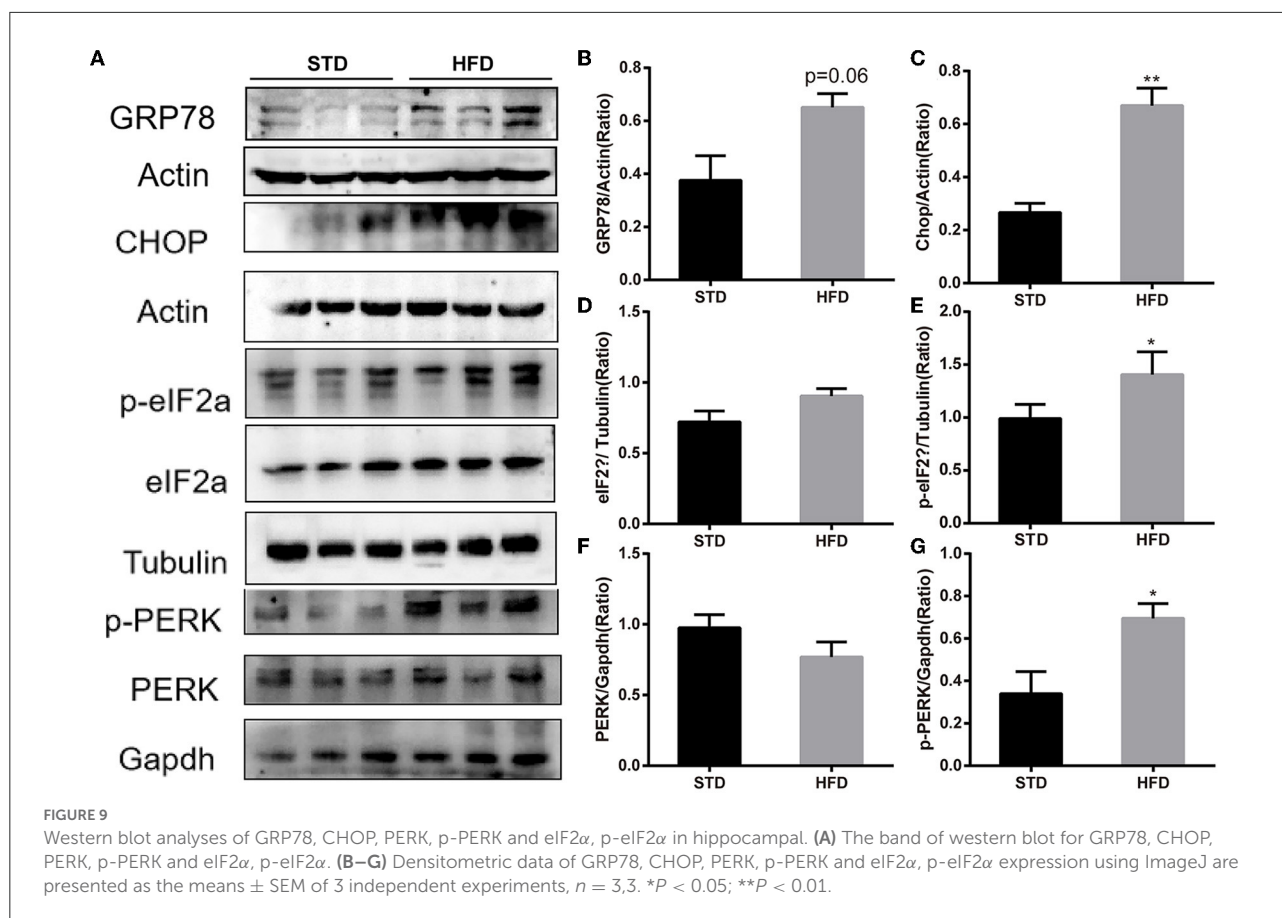 A
STD HFD
GRP78
Actin
CHOP
Actin
p-eIF2a
eIF2a
Tubulin
p-PERK
PERK
Gapdh
B
GRP78/Actin(Ratio)
0.8
0.6
0.4
0.2
0.0
p=0.06
STD HFD
C
Chop/Actin(Ratio)
0.8
0.6
0.4
0.2
0.0
**
STD HFD
D
eIF2?/ Tubulin(Ratio)
1.5
1.0
0.5
0.0
STD HFD
E
p-eIF2?/Tubulin(Ratio)
2.0
1.5
1.0
0.5
0.0
*
STD HFD
F
PERK/Gapdh(Ratio)
1.5
1.0
0.5
0.0
STD HFD
G
p-PERK/Gapdh(Ratio)
0.8
0.6
0.4
0.2
0.0
*
STD HFD
FIGURE 9
Western blot analyses of GRP78, CHOP, PERK, p-PERK and eIF2α, p-eIF2α in hippocampal. (A) The band of western blot for GRP78, CHOP,
PERK, p-PERK and eIF2α, p-eIF2α. (B–G) Densitometric data of GRP78, CHOP, PERK, p-PERK and eIF2α, p-eIF2α expression using ImageJ are
presented as the means ± SEM of 3 independent experiments, n = 3,3. *P < 0.05; **P < 0.01.